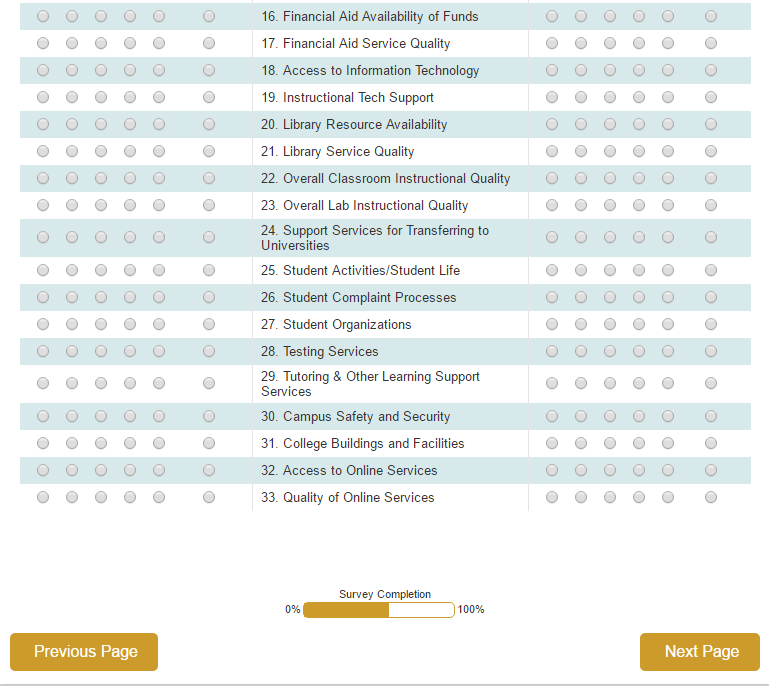 16. Financial Aid Availability of Funds
17. Financial Aid Service Quality
18. Access to Information Technology
19. Instructional Tech Support
20. Library Resource Availability
21. Library Service Quality
22. Overall Classroom Instructional Quality
23. Overall Lab Instructional Quality
24. Support Services for Transferring to
Universities
25. Student Activities/Student Life
26. Student Complaint Processes
27. Student Organizations
28. Testing Services
29. Tutoring & Other Learning Support
Services
30. Campus Safety and Security
31. College Buildings and Facilities
32. Access to Online Services
33. Quality of Online Services
Survey Completion
0% 100%
Previous Page Next Page